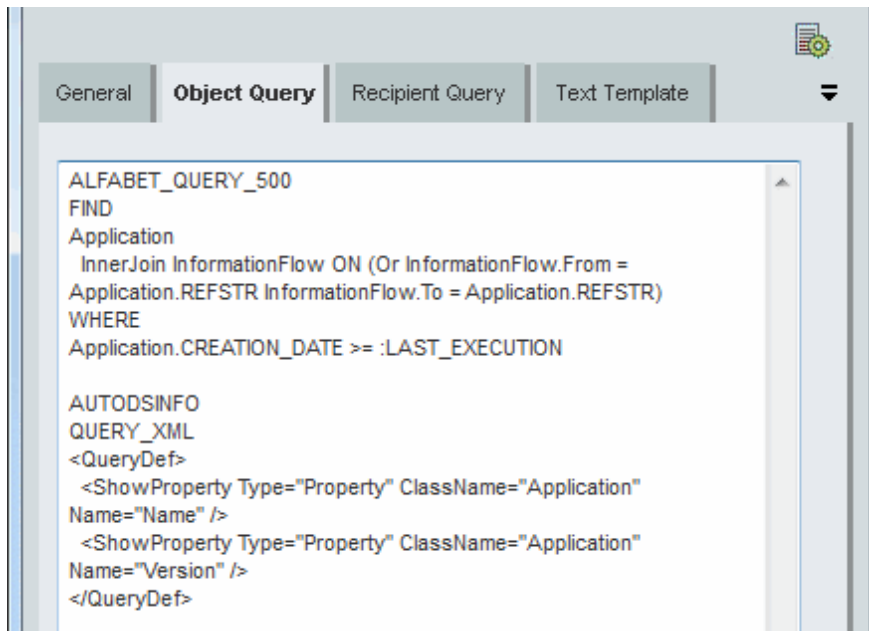 General Object Query Recipient Query Text Template
ALFABET_QUERY_500
FIND
Application
InnerJoin InformationFlow ON (Or InformationFlow.From =
Application.REFSTR InformationFlow.To = Application.REFSTR)
WHERE
Application.CREATION_DATE >= :LAST_EXECUTION
AUTODSINFO
QUERY_XML
<QueryDef>
<ShowProperty Type="Property" ClassName="Application"
Name="Name" />
<ShowProperty Type="Property" ClassName="Application"
Name="Version" />
</QueryDef>